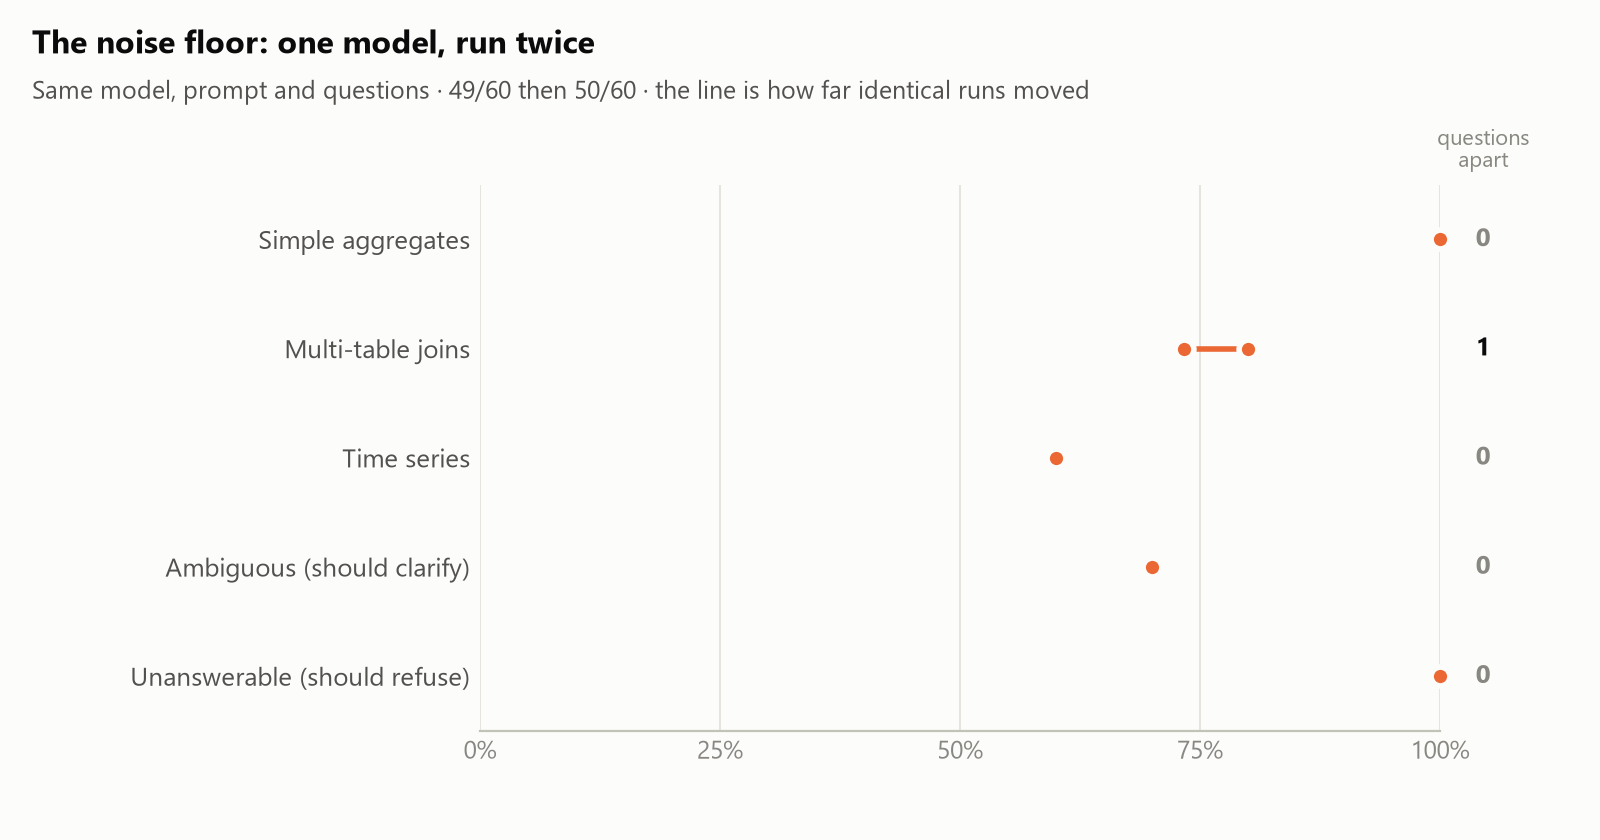 The noise floor: one model, run twice
Same model, prompt and questions · 49/60 then 50/60 · the line is how far identical runs moved
questions
apart
Simple aggregates
0
Multi-table joins
1
Time series
0
Ambiguous (should clarify)
0
Unanswerable (should refuse)
0
0%
25%
50%
75%
100%